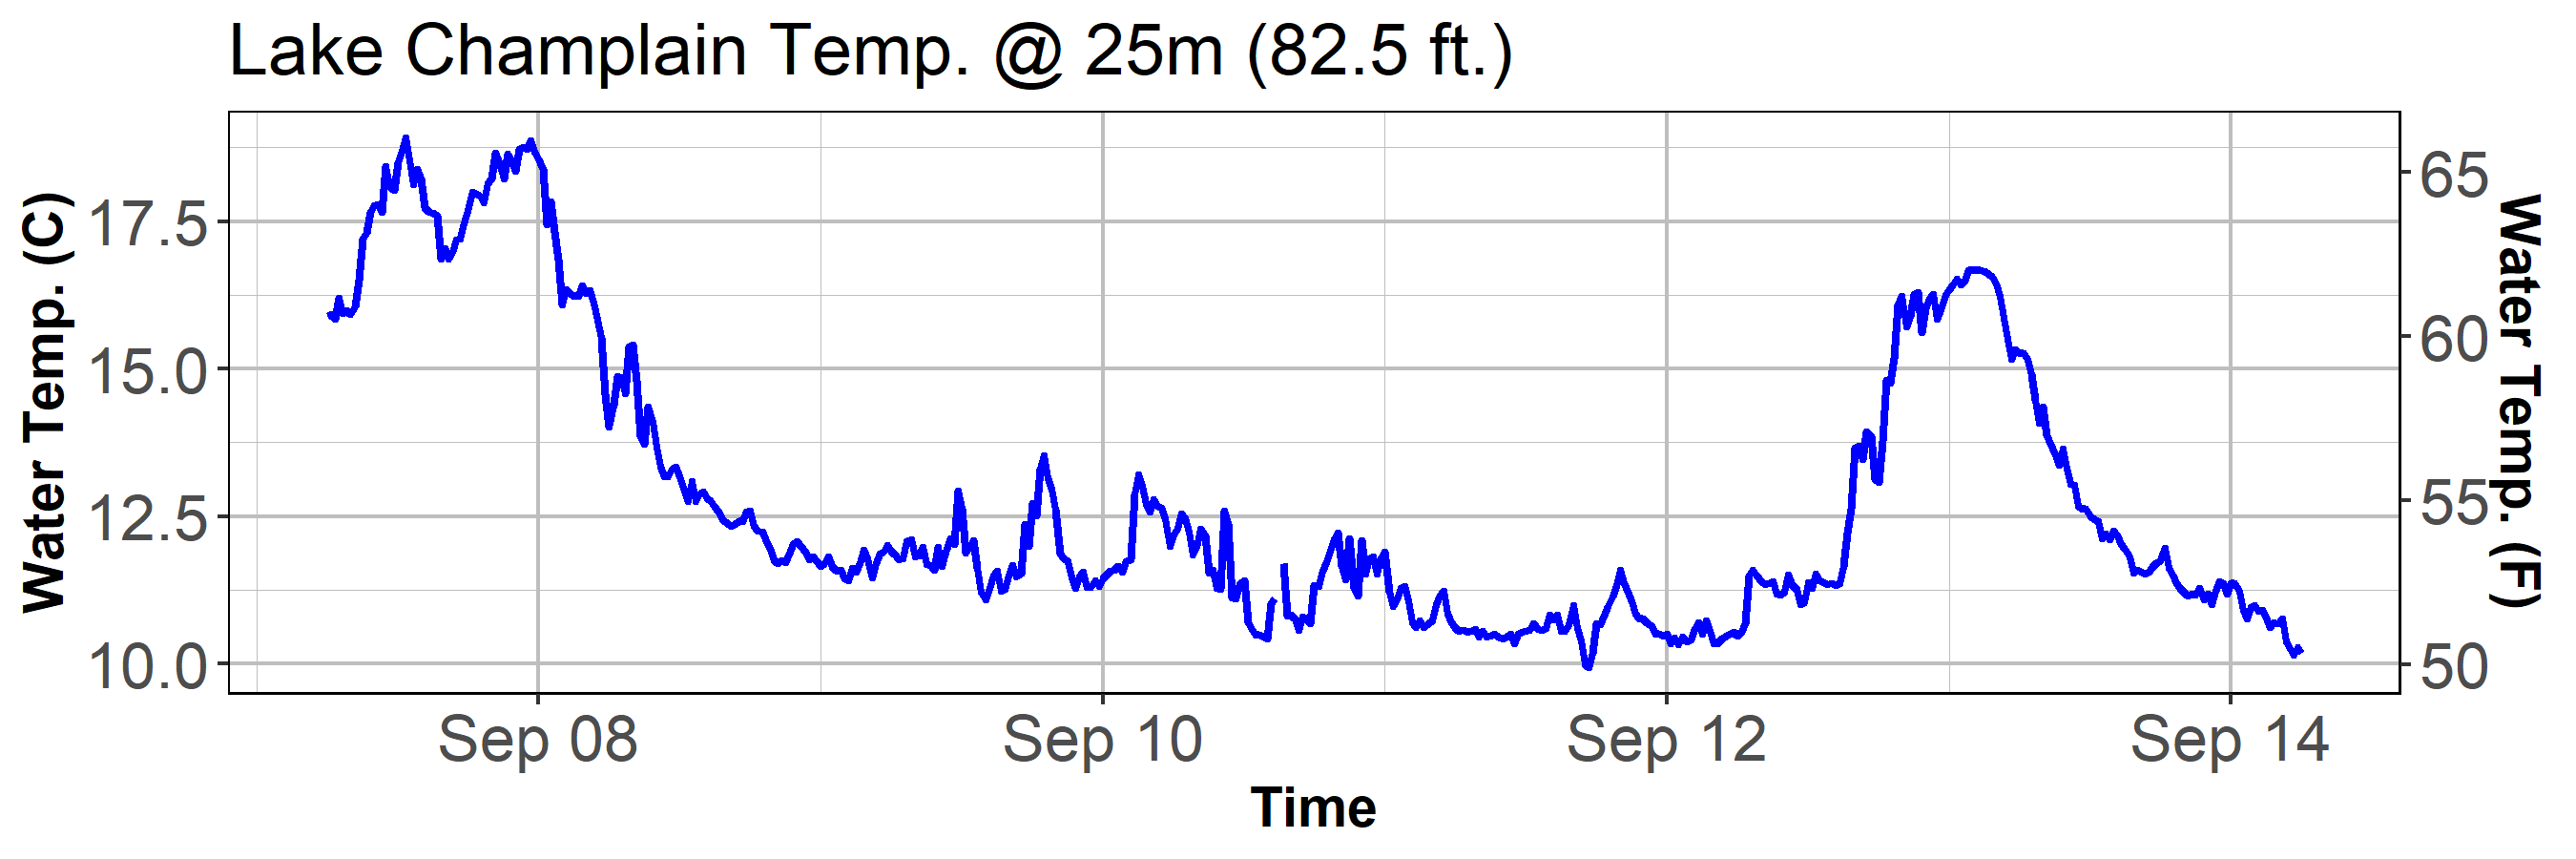 Lake Champlain Temp. @ 25m (82.5 ft.)
Water Temp. (C)
17.5
15.0
12.5
10.0
65
60
55
50
Water Temp. (F)
Sep 08
Sep 10
Sep 12
Sep 14
Time